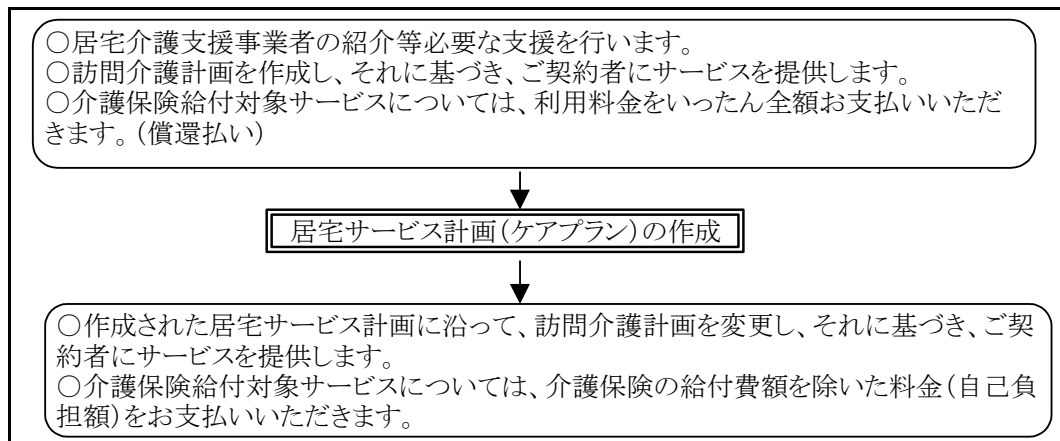 ○居宅介護支援事業者の紹介等必要な支援を行います。
○訪問介護計画を作成し、それに基づき、ご契約者にサービスを提供します。
○介護保険給付対象サービスについては、利用料金をいったん全額お支払いいただ
きます。(償還払い)
居宅サービス計画(ケアプラン)の作成
○作成された居宅サービス計画に沿って、訪問介護計画を変更し、それに基づき、ご契
約者にサービスを提供します。
○介護保険給付対象サービスについては、介護保険の給付費額を除いた料金(自己負
担額)をお支払いいただきます。